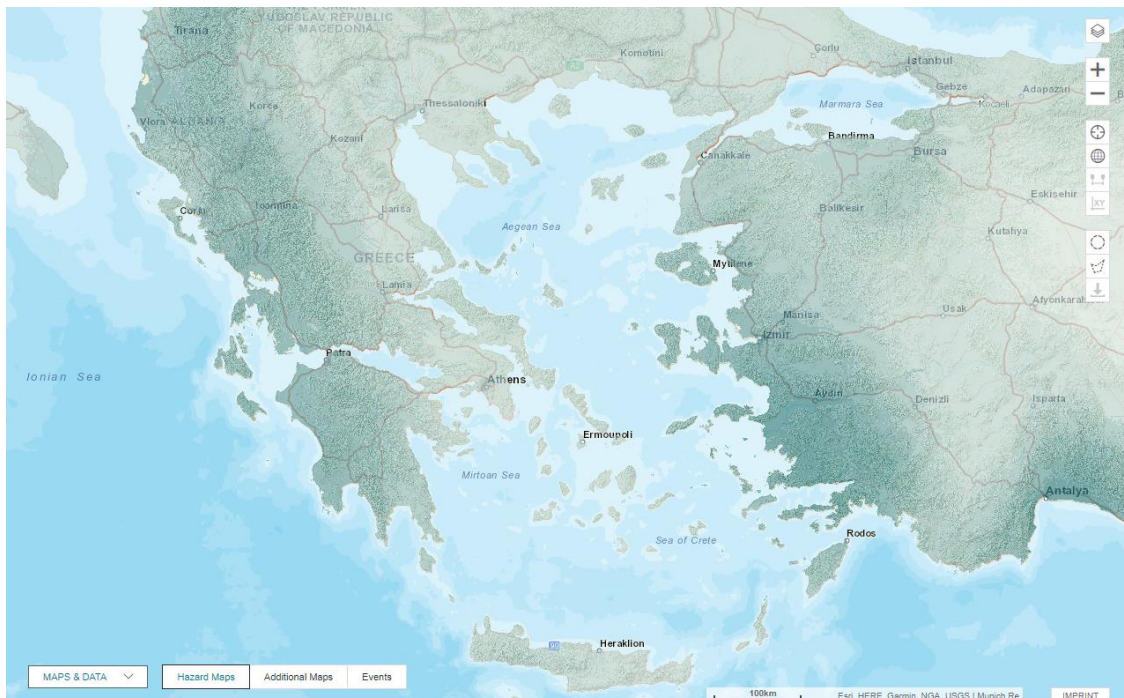 YUGOSLAV REPUBLIC
OF MACEDONIA
Tirana
Komotini
Corlu
Istanbul
Gebze
Adapazari
Kocaeli
Marmara Sea
Korce
Thessaloniki
Vlora
ALBANIA
Kozani
Bandirma
Canakkale
Bursa
Eskisehir
Corfu
Ioannina
Larisa
Balikesir
Aegean Sea
Kutahya
GREECE
Mytilene
Lamia
Afyonkarahisar
Usak
Manisa
Izmir
Patra
Ionian Sea
Athens
Aydin
Denizli
Isparta
Ermoupoli
Mirtoan Sea
Antalya
Rodos
Sea of Crete
90
Heraklion
XY
MAPS & DATA
Hazard Maps
Additional Maps
Events
100km
Esri, HERE, Garmin, NGA, USGS | Munich Re
IMPRINT